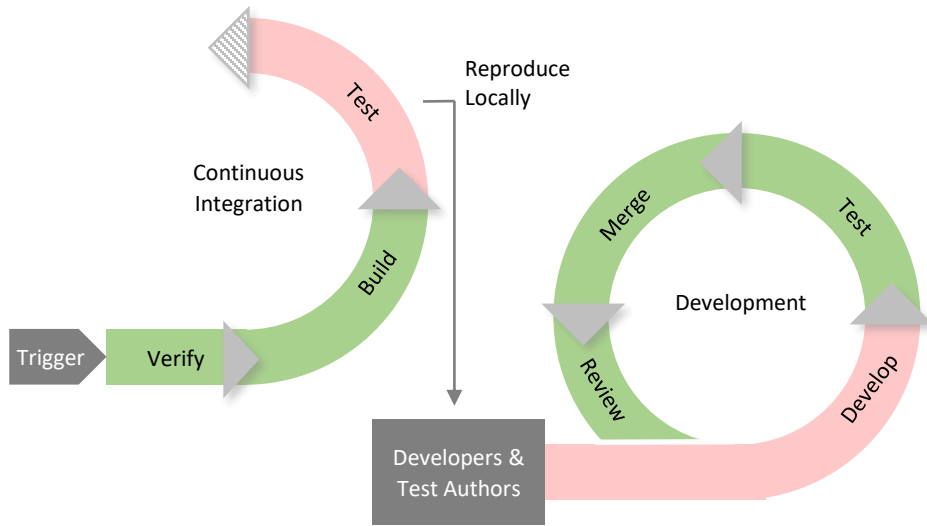 Reproduce
Locally
Test
Continuous
Integration
Build
Trigger
Verify
Merge
Test
Development
Review
Develop
Developers &
Test Authors